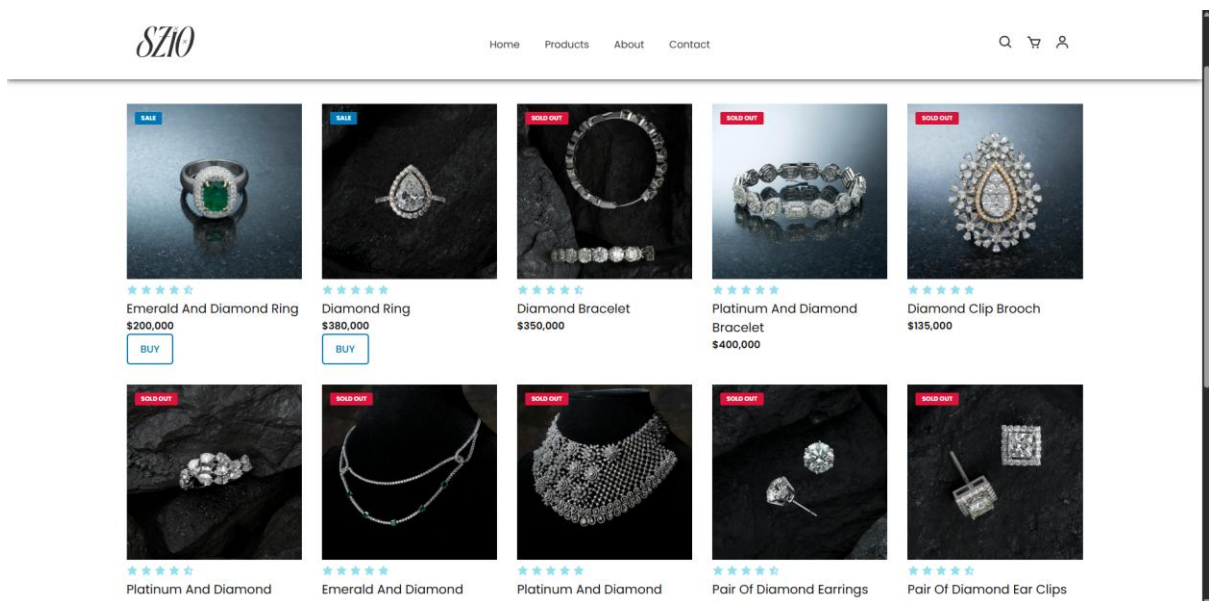 SZIO
Home Products About Contact
SALE
SALE
SOLD OUT
SOLD OUT
SOLD OUT
Emerald And Diamond Ring
$200,000
BUY
Diamond Ring
$380,000
BUY
Diamond Bracelet
$350,000
Platinum And Diamond
Bracelet
$400,000
Diamond Clip Brooch
$135,000
SOLD OUT
SOLD OUT
SOLD OUT
SOLD OUT
SOLD OUT
Platinum And Diamond
Emerald And Diamond
Platinum And Diamond
Pair Of Diamond Earrings
Pair Of Diamond Ear Clips